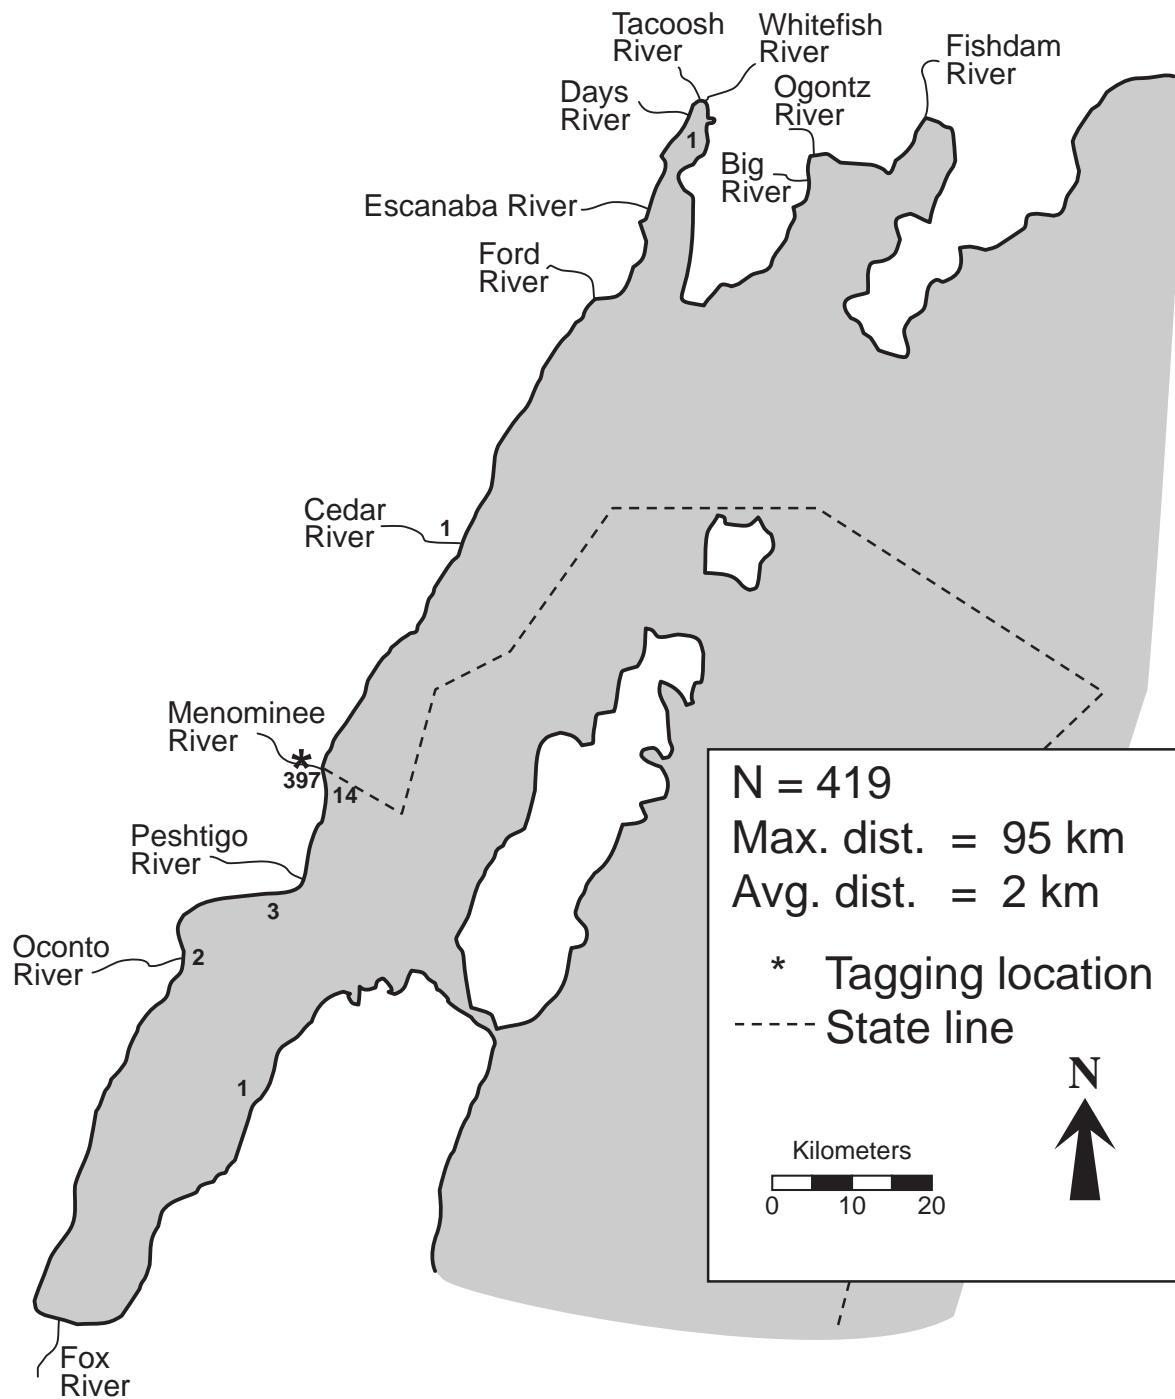 Tacoosh
River
Whitefish
River
Fishdam
River
Days
River
Ogontz
River
1
Big
River
Escanaba River
Ford
River
Cedar
River
1
Menominee
River
*
397
14
Peshtigo
River
3
Oconto
River
2
1
Fox
River
N = 419
Max. dist. = 95 km
Avg. dist. = 2 km
* Tagging location
State line
N
Kilometers
0 10 20